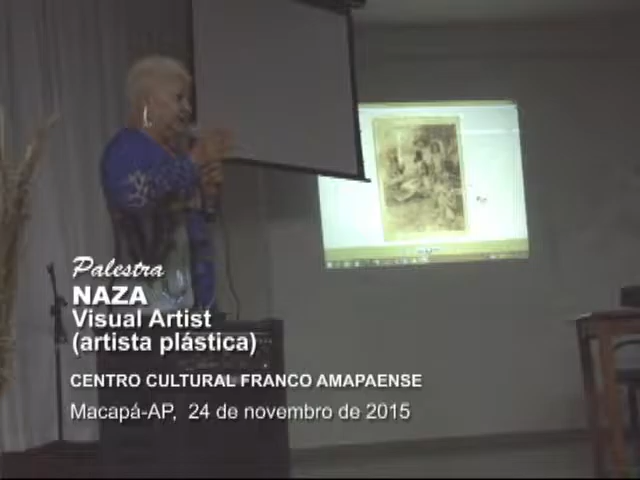 Palestra
NAZA
Visual Artist
(artista plástica)
CENTRO CULTURAL FRANCO AMAPAENSE
Macapá-AP, 24 de novembro de 2015